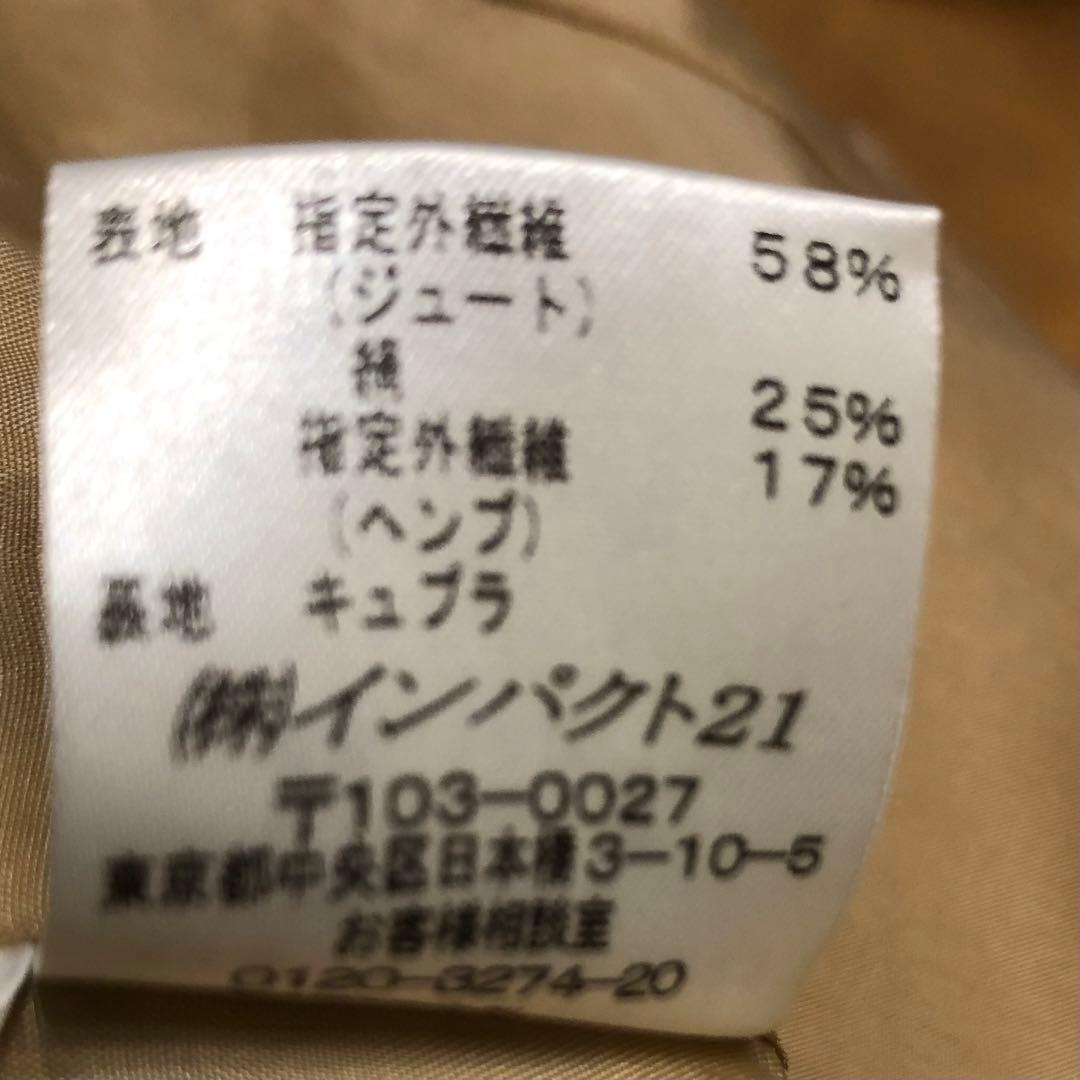 表地 指定外繊維 58%
(ジュート)
25%
指定外繊維 17%
(ヘンプ)
裏地 キュプラ
㈱インパクト21
〒103-0027
東京都中央区日本橋3-10-5
お客様相談室
0120-3274-20